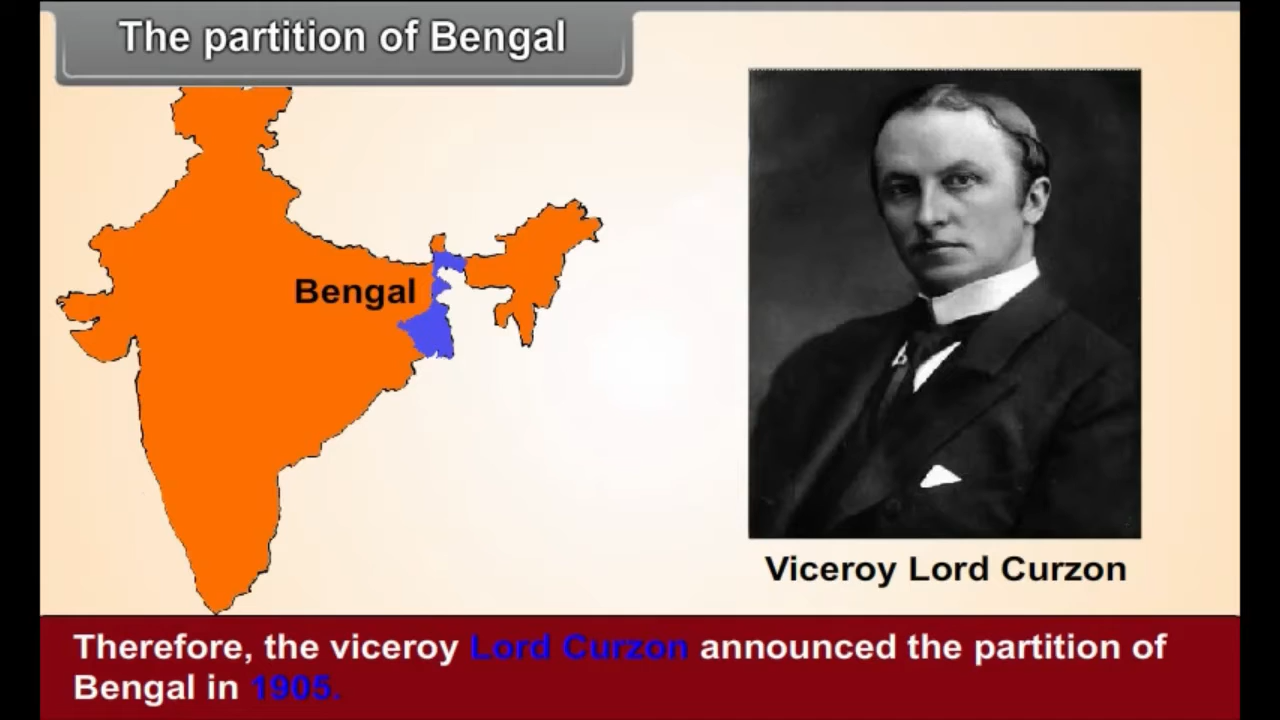 The partition of Bengal
Bengal
Viceroy Lord Curzon
Therefore, the viceroy Lord Curzon announced the partition of
Bengal in 1905.